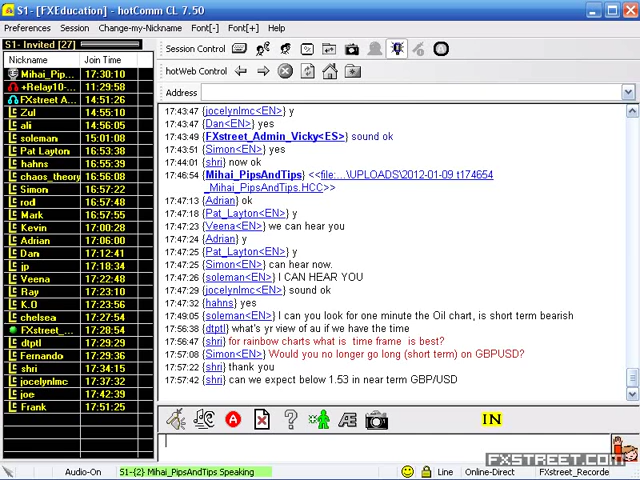 S1- [FXEducation] - hotComm CL 7.50
Preferences Session Change-my-Nickname Font[-] Font[+] Help
S1- Invited [27]
Nickname Join Time
Mihai_Pip... 17:30:10
+Relay10-... 11:29:58
FXstreet A... 14:51:26
Zul 14:55:10
ali 14:56:05
soleman 15:01:08
Pat Layton 16:53:38
hahns 16:55:39
chaos_theory 16:56:08
Simon 16:57:22
rod 16:57:48
Mark 16:57:55
Kevin 17:00:28
Adrian 17:06:00
Dan 17:12:41
jp 17:18:34
Veena 17:22:48
Ray 17:23:10
K.O 17:23:56
chelsea 17:27:54
FXstreet_... 17:28:54
dtptl 17:29:29
Fernando 17:29:36
shri 17:34:15
jocelynlmc 17:37:32
joe 17:42:39
Frank 17:51:25
Session Control
hotWeb Control
Address
17:43:47 {jocelynlmc<EN>} y
17:43:47 {Dan<EN>} yes
17:43:49 {FXstreet_Admin_Vicky<ES>} sound ok
17:43:51 {Simon<EN>} yes
17:44:01 {shri} now ok
17:46:54 {Mihai_PipsAndTips} <<file:...\UPLOADS\2012-01-09 t174654
_Mihai_PipsAndTips.HCC>>
17:47:13 {Adrian} ok
17:47:18 {Pat_Layton<EN>} y
17:47:23 {Veena<EN>} we can hear you
17:47:24 {Adrian} y
17:47:25 {Pat_Layton<EN>} y
17:47:25 {Simon<EN>} can hear now.
17:47:26 {soleman<EN>} I CAN HEAR YOU
17:47:29 {jocelynlmc<EN>} sound ok
17:47:32 {hahns} yes
17:49:05 {soleman<EN>} I can you look for one minute the Oil chart, is short term bearish
17:56:38 {dtptl} what's yr view of au if we have the time
17:56:47 {shri} for rainbow charts what is time frame is best?
17:57:08 {Simon<EN>} Would you no longer go long (short term) on GBPUSD?
17:57:22 {shri} thank you
17:57:42 {shri} can we expect below 1.53 in near term GBP/USD
IN
FXSTREET.COM
Audio-On S1-{2} Mihai_PipsAndTips Speaking Line Online-Direct FXstreet_Recorde